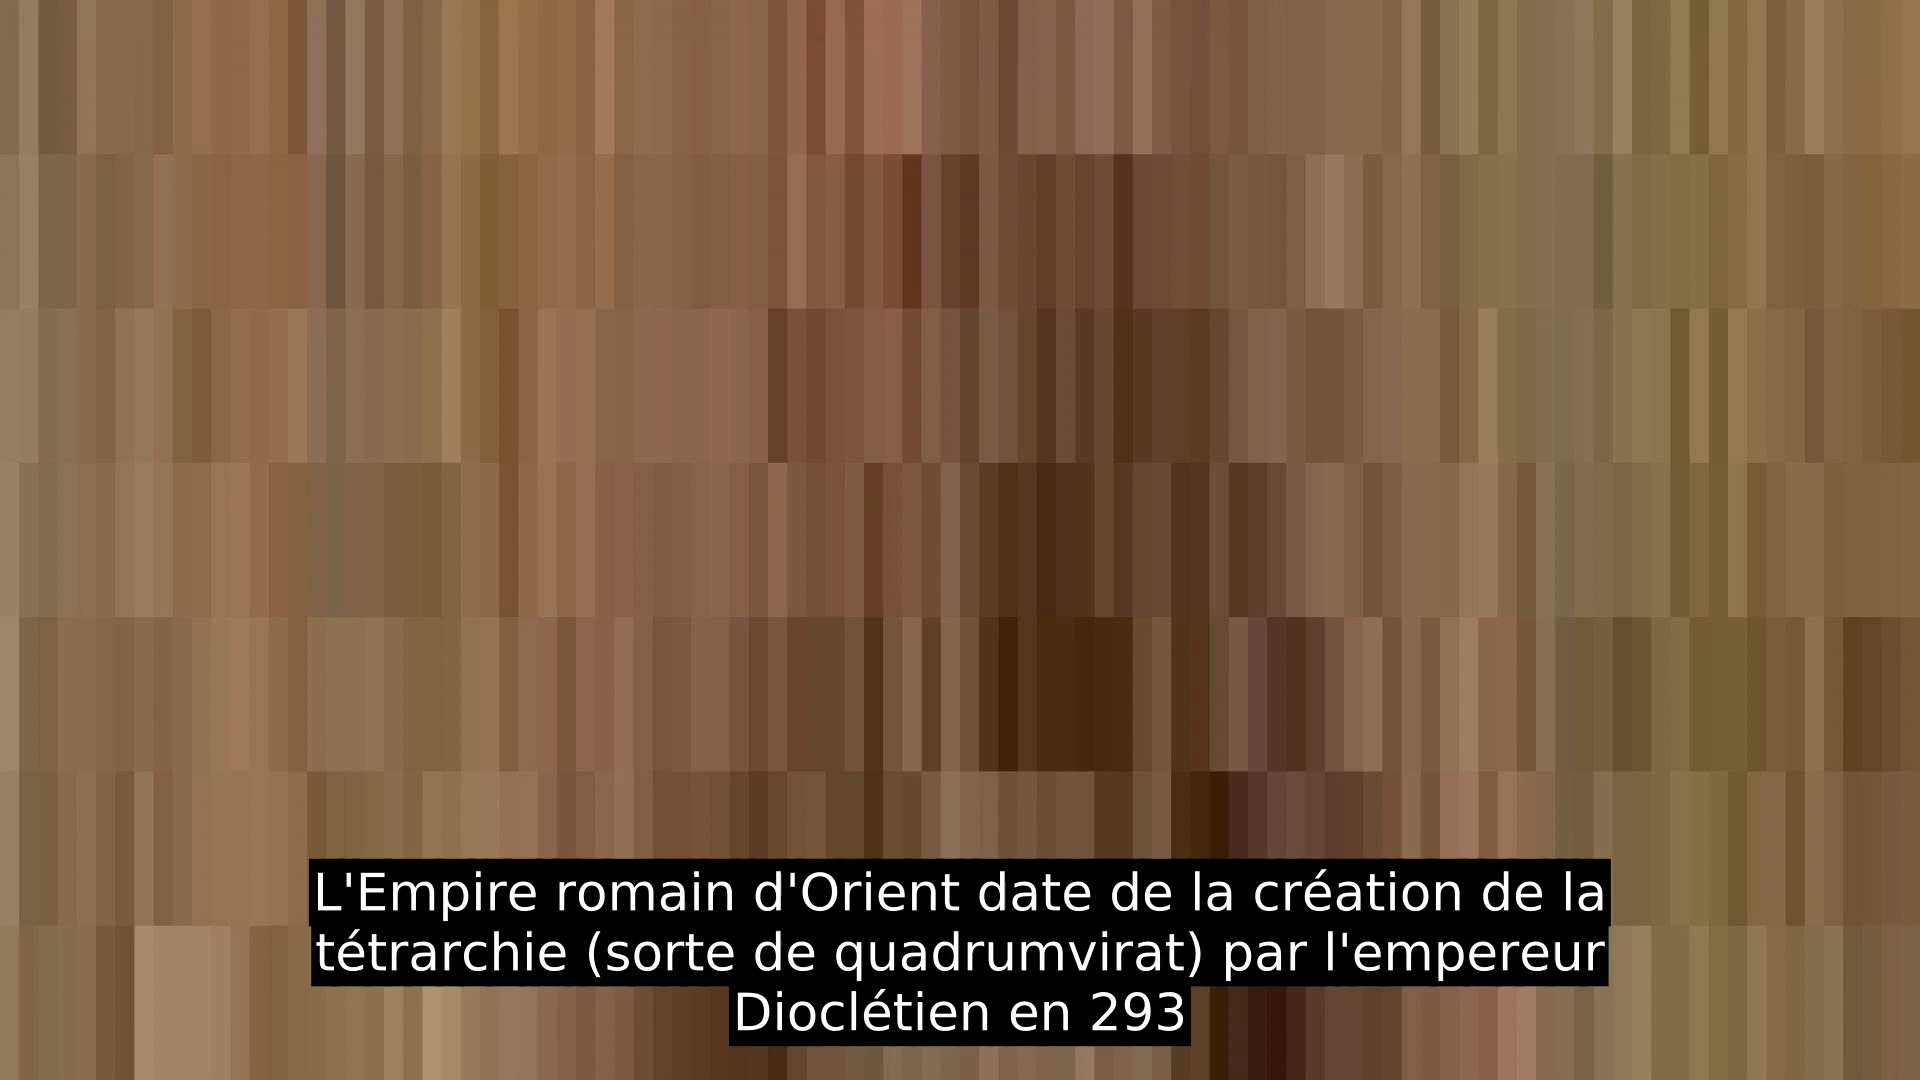 L'Empire romain d'Orient date de la création de la
tétrarchie (sorte de quadrumvirat) par l'empereur
Dioclétien en 293